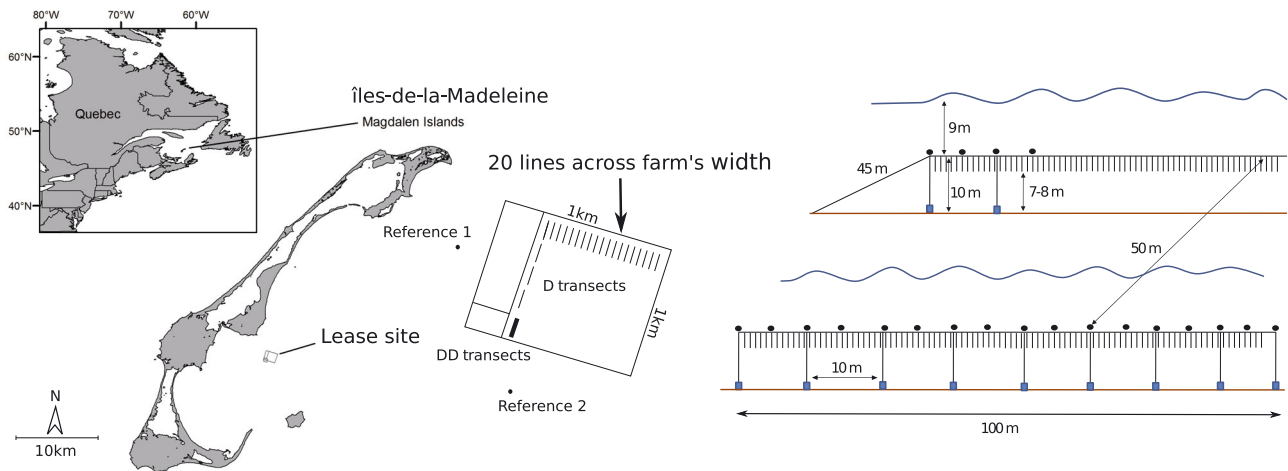 80°W
70°W
60°W
60°N
50°N
40°N
Quebec
îles-de-la-Madeleine
Magdalen Islands
20 lines across farm's width
Reference 1
1km
D transects
1km
Lease site
DD transects
Reference 2
N
10km
9m
45 m
10 m
7-8 m
50 m
10 m
100 m